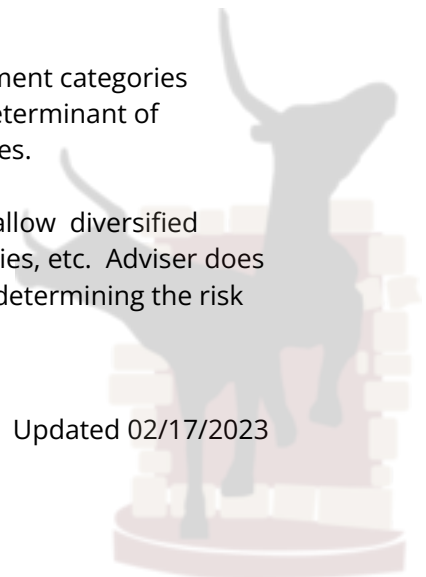 ment categories
eterminant of
es.
allow diversified
ies, etc. Adviser does
determining the risk
Updated 02/17/2023